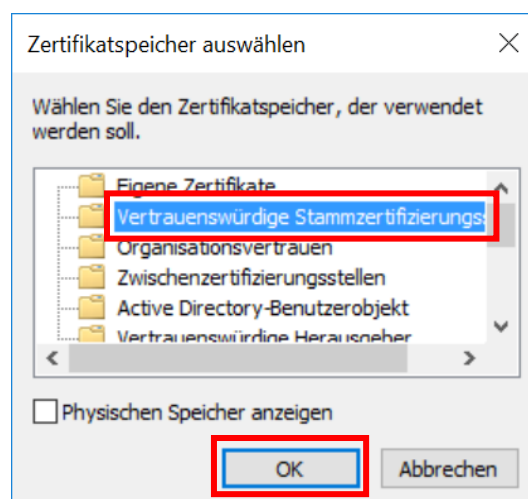 Zertifikatspeicher auswählen
Wählen Sie den Zertifikatspeicher, der verwendet
werden soll.
Eigene Zertifikate
Vertrauenswürdige Stammzertifizierungs
Organisationsvertrauen
Zwischenzertifizierungsstellen
Active Directory-Benutzerobjekt
Vertrauenswürdige Herausgeber
Physischen Speicher anzeigen
OK
Abbrechen